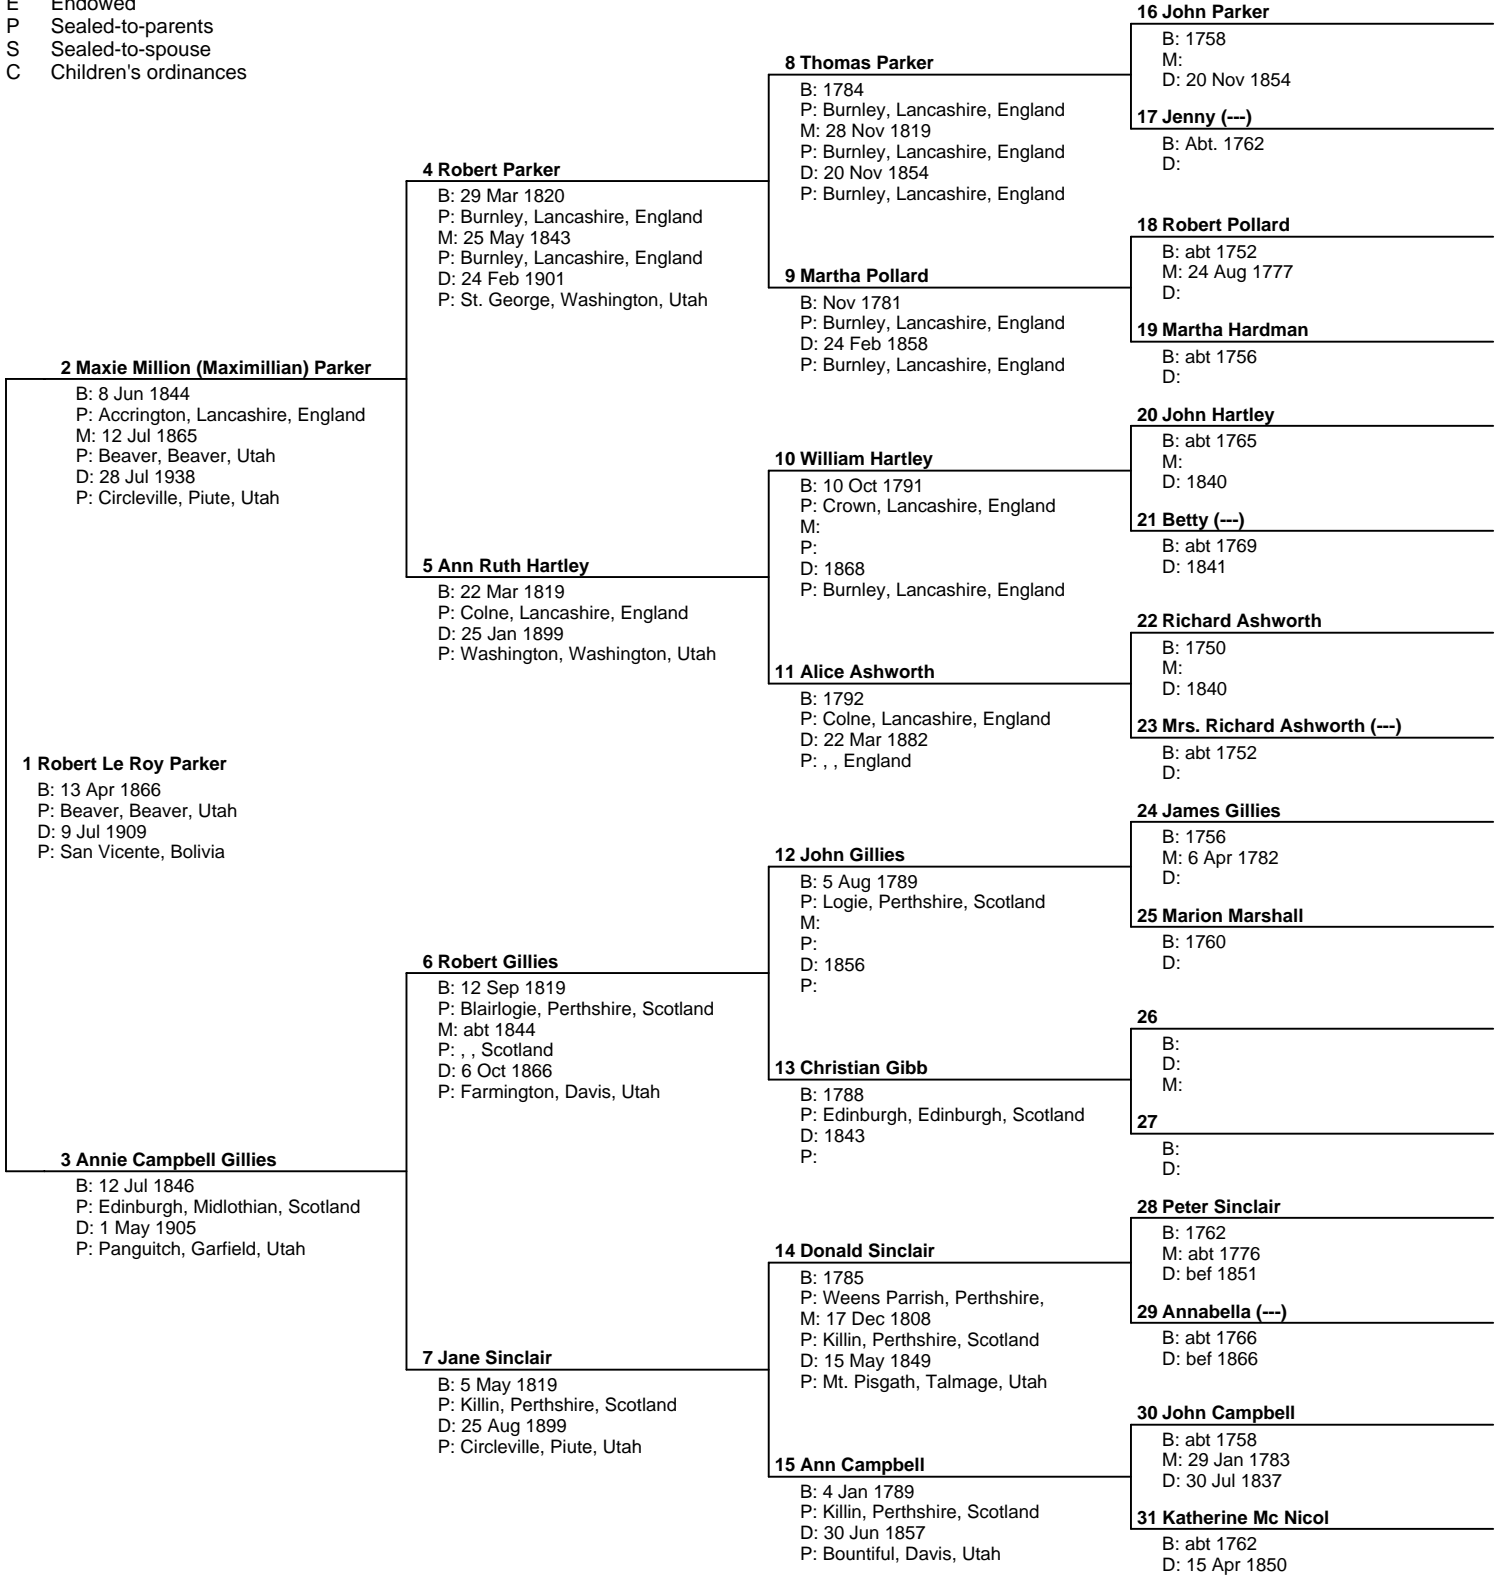 E Endowed
P Sealed-to-parents
S Sealed-to-spouse
C Children's ordinances
1 Robert Le Roy Parker
B: 13 Apr 1866
P: Beaver, Beaver, Utah
D: 9 Jul 1909
P: San Vicente, Bolivia
2 Maxie Million (Maximillian) Parker
B: 8 Jun 1844
P: Accrington, Lancashire, England
M: 12 Jul 1865
P: Beaver, Beaver, Utah
D: 28 Jul 1938
P: Circleville, Piute, Utah
3 Annie Campbell Gillies
B: 12 Jul 1846
P: Edinburgh, Midlothian, Scotland
D: 1 May 1905
P: Panguitch, Garfield, Utah
4 Robert Parker
B: 29 Mar 1820
P: Burnley, Lancashire, England
M: 25 May 1843
P: Burnley, Lancashire, England
D: 24 Feb 1901
P: St. George, Washington, Utah
5 Ann Ruth Hartley
B: 22 Mar 1819
P: Colne, Lancashire, England
D: 25 Jan 1899
P: Washington, Washington, Utah
6 Robert Gillies
B: 12 Sep 1819
P: Blairlogie, Perthshire, Scotland
M: abt 1844
P: , , Scotland
D: 6 Oct 1866
P: Farmington, Davis, Utah
7 Jane Sinclair
B: 5 May 1819
P: Killin, Perthshire, Scotland
D: 25 Aug 1899
P: Circleville, Piute, Utah
8 Thomas Parker
B: 1784
P: Burnley, Lancashire, England
M: 28 Nov 1819
P: Burnley, Lancashire, England
D: 20 Nov 1854
P: Burnley, Lancashire, England
9 Martha Pollard
B: Nov 1781
P: Burnley, Lancashire, England
D: 24 Feb 1858
P: Burnley, Lancashire, England
10 William Hartley
B: 10 Oct 1791
P: Crown, Lancashire, England
M:
P:
D: 1868
P: Burnley, Lancashire, England
11 Alice Ashworth
B: 1792
P: Colne, Lancashire, England
D: 22 Mar 1882
P: , , England
12 John Gillies
B: 5 Aug 1789
P: Logie, Perthshire, Scotland
M:
P:
D: 1856
P:
13 Christian Gibb
B: 1788
P: Edinburgh, Edinburgh, Scotland
D: 1843
P:
14 Donald Sinclair
B: 1785
P: Weens Parrish, Perthshire,
M: 17 Dec 1808
P: Killin, Perthshire, Scotland
D: 15 May 1849
P: Mt. Pisgath, Talmage, Utah
15 Ann Campbell
B: 4 Jan 1789
P: Killin, Perthshire, Scotland
D: 30 Jun 1857
P: Bountiful, Davis, Utah
16 John Parker
B: 1758
M:
D: 20 Nov 1854
17 Jenny (---)
B: Abt. 1762
D:
18 Robert Pollard
B: abt 1752
M: 24 Aug 1777
D:
19 Martha Hardman
B: abt 1756
D:
20 John Hartley
B: abt 1765
M:
D: 1840
21 Betty (---)
B: abt 1769
D: 1841
22 Richard Ashworth
B: 1750
M:
D: 1840
23 Mrs. Richard Ashworth (---)
B: abt 1752
D:
24 James Gillies
B: 1756
M: 6 Apr 1782
D:
25 Marion Marshall
B: 1760
D:
26
B:
D:
M:
27
B:
D:
28 Peter Sinclair
B: 1762
M: abt 1776
D: bef 1851
29 Annabella (---)
B: abt 1766
D: bef 1866
30 John Campbell
B: abt 1758
M: 29 Jan 1783
D: 30 Jul 1837
31 Katherine Mc Nicol
B: abt 1762
D: 15 Apr 1850